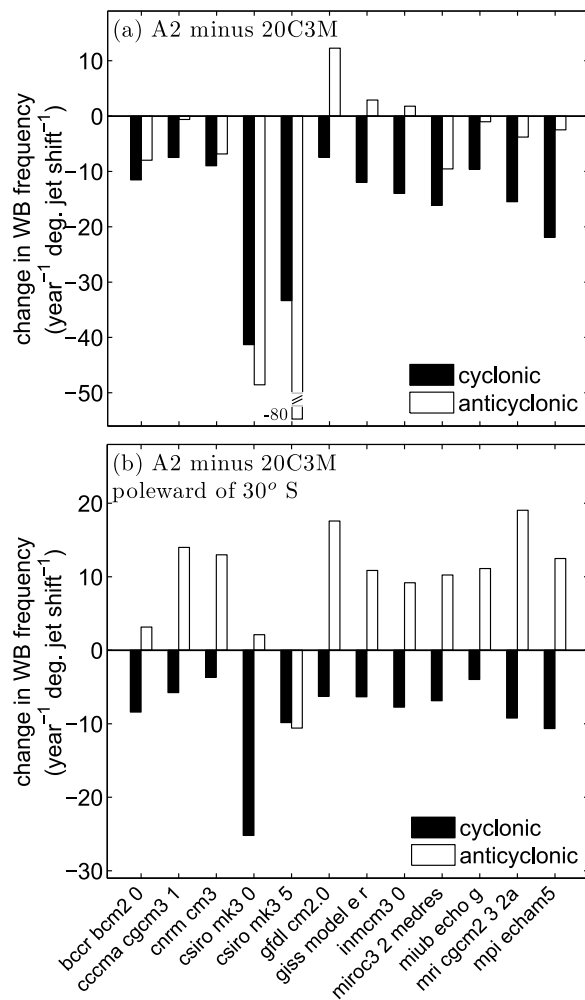 (a) A2 minus 20C3M
10
0
−10
−20
−30
−40
−50
-80
change in WB frequency
(year⁻¹ deg. jet shift⁻¹)
cyclonic
anticyclonic
(b) A2 minus 20C3M
poleward of 30° S
20
10
0
−10
−20
−30
change in WB frequency
(year⁻¹ deg. jet shift⁻¹)
cyclonic
anticyclonic
bccr bcm2 0
cccma cgcm3 1
cnrm cm3
csiro mk3 0
csiro mk3 5
gfdl cm2.0
giss model e r
inmcm3 0
miroc3 2 medres
miub echo g
mri cgcm2 3 2a
mpi echam5